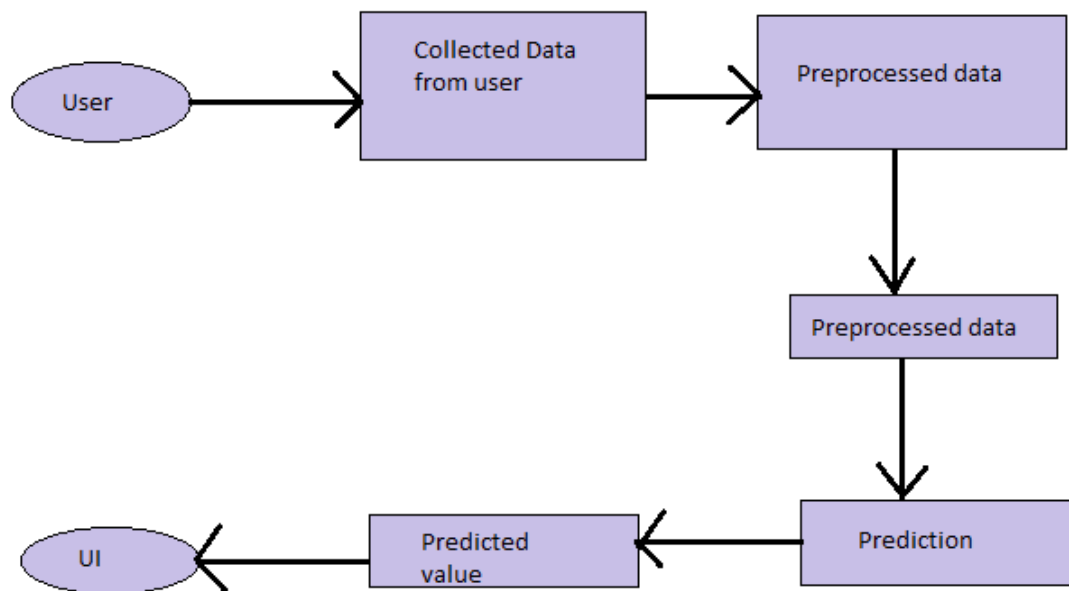 User
Collected Data
from user
Preprocessed data
Preprocessed data
Prediction
Predicted
value
UI